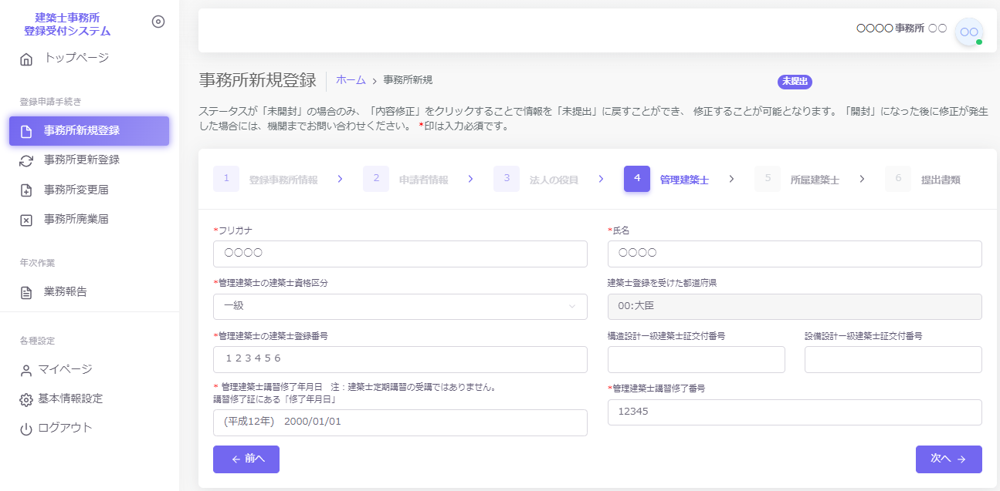 建築士事務所
登録受付システム
トップページ
登録申請手続き
事務所新規登録
事務所更新登録
事務所変更届
事務所廃業届
年次作業
業務報告
各種設定
マイページ
基本情報設定
ログアウト
〇〇〇〇 事務所 〇〇
〇〇
事務所新規登録 ホーム > 事務所新規
未提出
ステータスが「未開封」の場合のみ、「内容修正」をクリックすることで情報を「未提出」に戻すことができ、 修正することが可能となります。「開封」になった後に修正が発生
した場合には、機関までお問い合わせください。 *印は入力必須です。
1 登録事務所情報 > 2 申請者情報 > 3 法人の役員 > 4 管理建築士 > 5 所属建築士 > 6 提出書類
*フリガナ
〇〇〇〇
*氏名
〇〇〇〇
*管理建築士の建築士資格区分
一級
建築士登録を受けた都道府県
00:大臣
*管理建築士の建築士登録番号
１２３４５６
構造設計一級建築士証交付番号
設備設計一級建築士証交付番号
* 管理建築士講習修了年月日　注：建築士定期講習の受講ではありません。
講習修了証にある「修了年月日」
(平成12年)　2000/01/01
*管理建築士講習修了番号
12345
← 前へ
次へ →